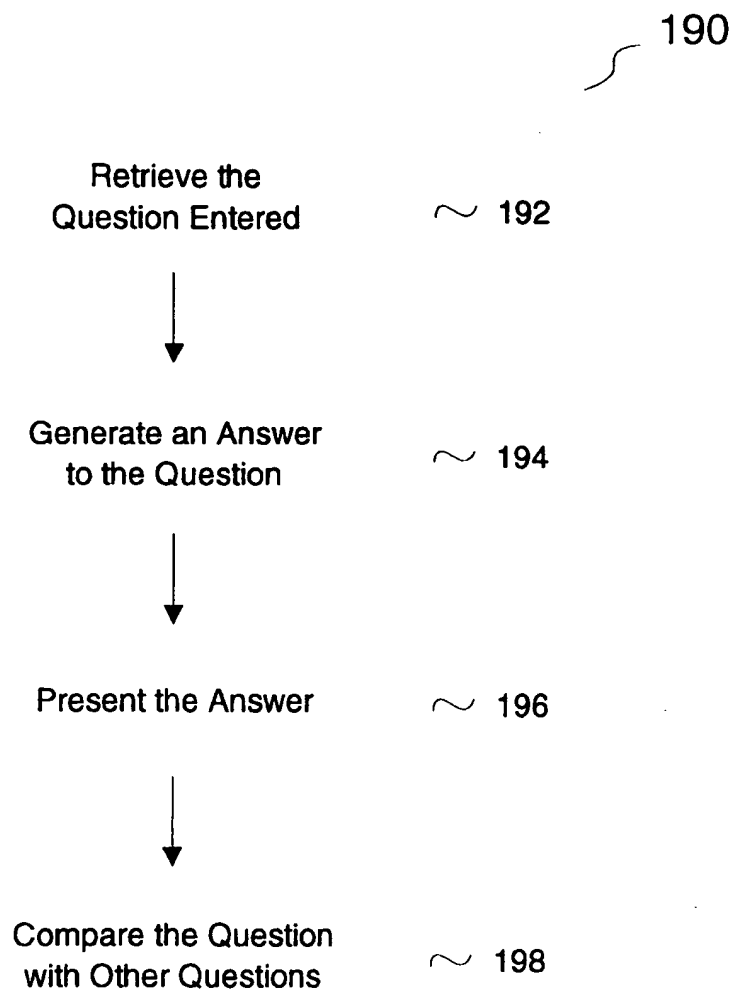 190
Retrieve the
Question Entered
192
Generate an Answer
to the Question
194
Present the Answer
196
Compare the Question
with Other Questions
198